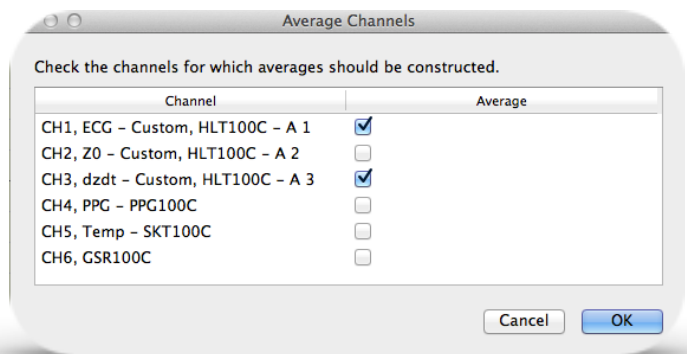 Average Channels
Check the channels for which averages should be constructed.
Channel Average
CH1, ECG – Custom, HLT100C – A 1
CH2, Z0 – Custom, HLT100C – A 2
CH3, dzdt – Custom, HLT100C – A 3
CH4, PPG – PPG100C
CH5, Temp – SKT100C
CH6, GSR100C
Cancel OK